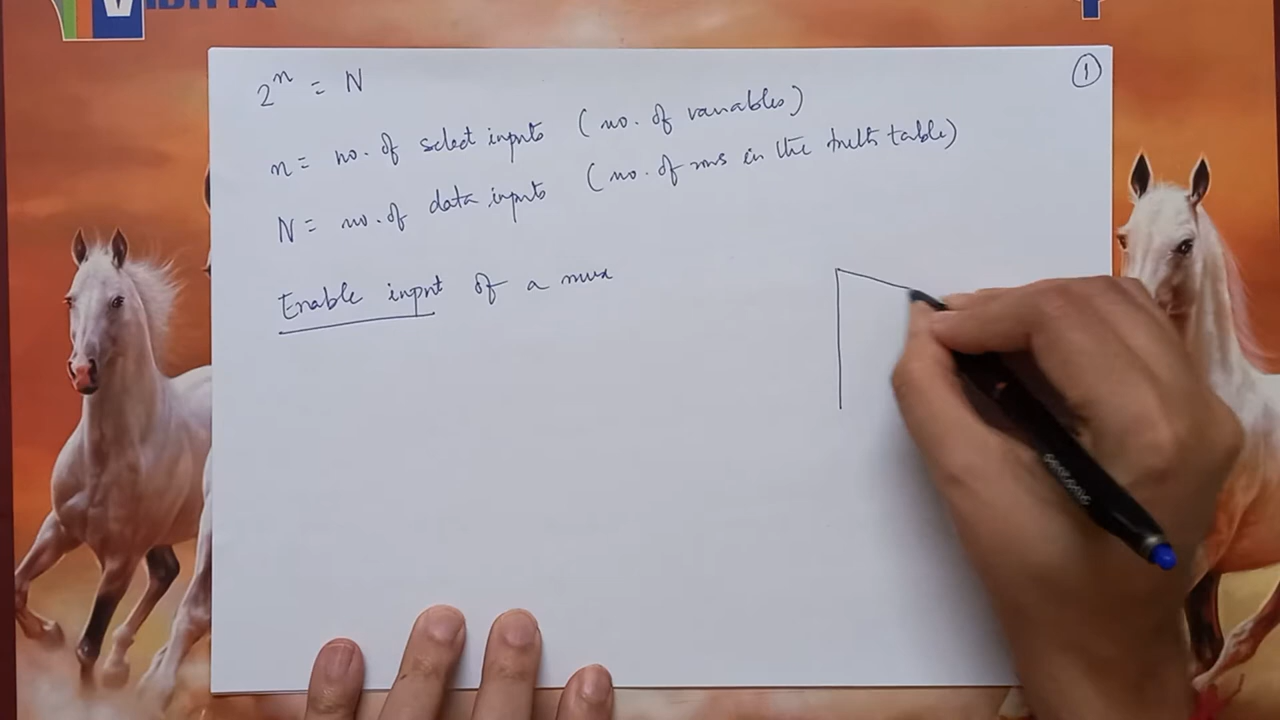 2^n = N
①
n = no. of select inputs (no. of variables)
N = no. of data inputs (no. of rows in the truth table)
Enable input of a mux